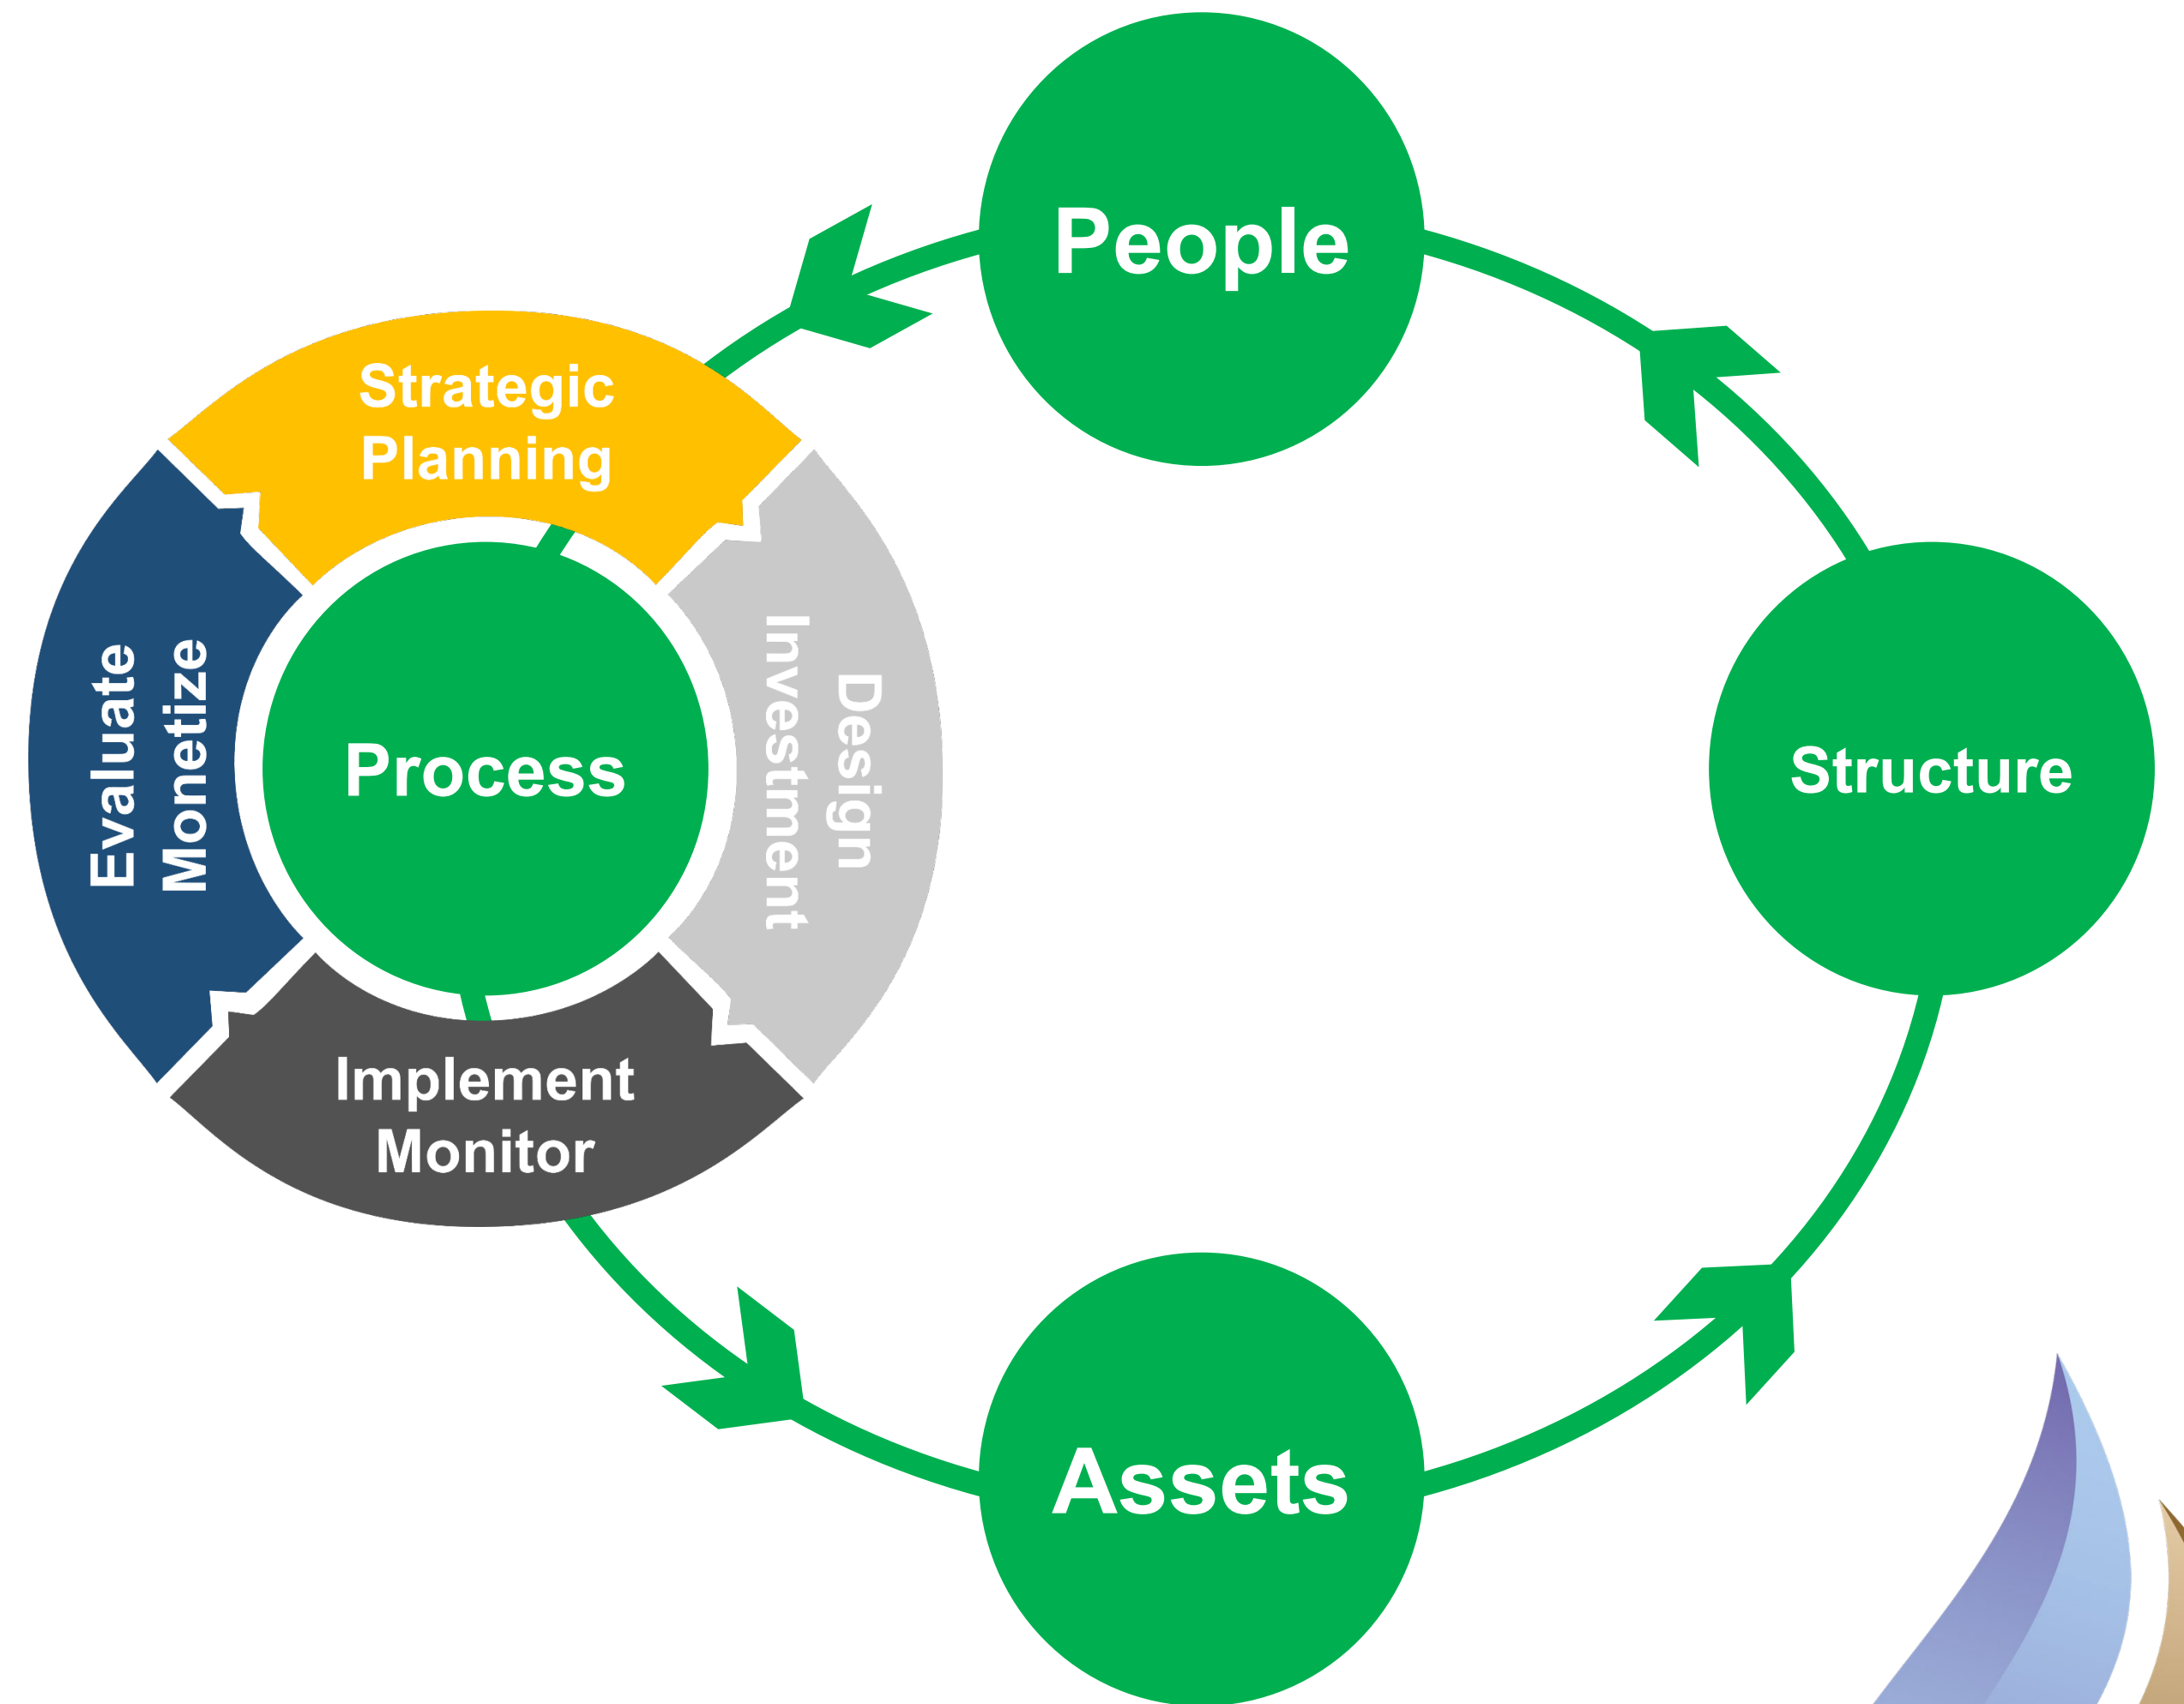 People
Strategic
Planning
Evaluate
Monetize
Process
Design
Investment
Structure
Implement
Monitor
Assets